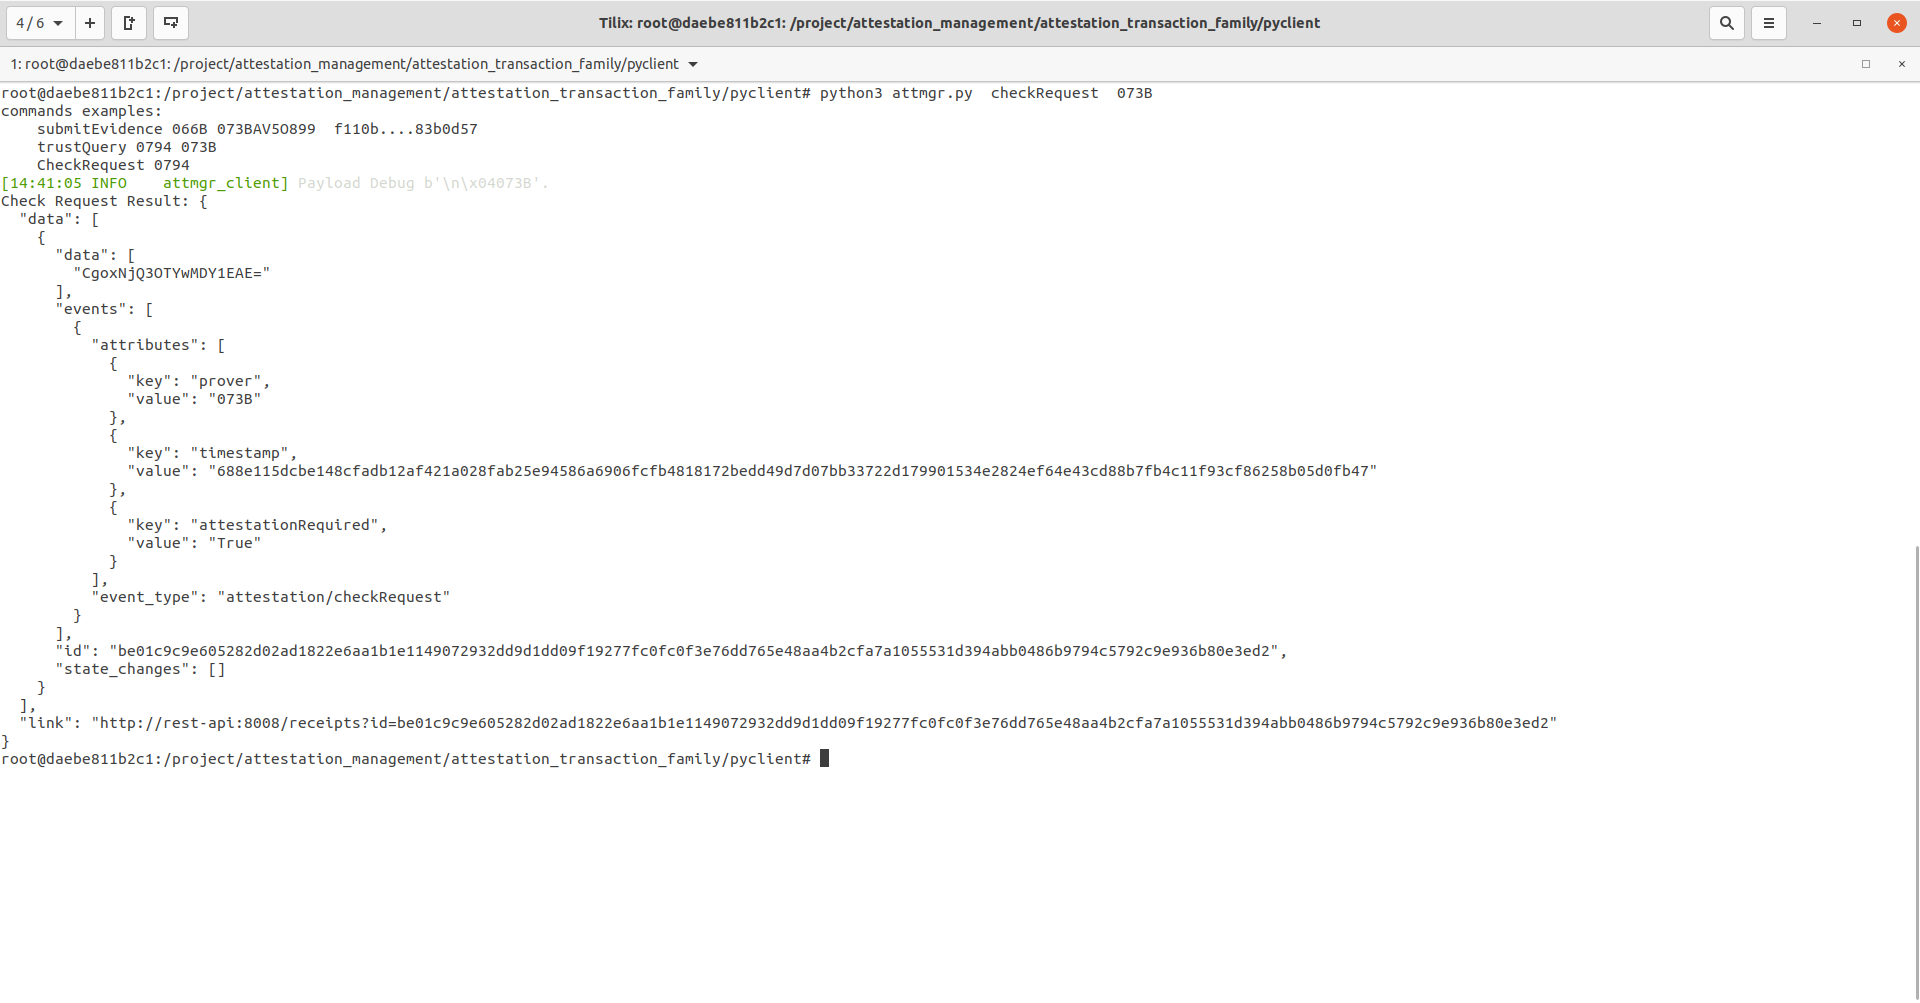 4 / 6
Tilix: root@daebe811b2c1: /project/attestation_management/attestation_transaction_family/pyclient
1: root@daebe811b2c1: /project/attestation_management/attestation_transaction_family/pyclient
root@daebe811b2c1:/project/attestation_management/attestation_transaction_family/pyclient# python3 attmgr.py  checkRequest  073B
commands examples:
    submitEvidence 066B 073BAV5O899  f110b....83b0d57
    trustQuery 0794 073B
    CheckRequest 0794
[14:41:05 INFO    attmgr_client] Payload Debug b'\n\x04073B'.
Check Request Result: {
  "data": [
    {
      "data": [
        "CgoxNjQ3OTYwMDY1EAE="
      ],
      "events": [
        {
          "attributes": [
            {
              "key": "prover",
              "value": "073B"
            },
            {
              "key": "timestamp",
              "value": "688e115dcbe148cfadb12af421a028fab25e94586a6906fcfb4818172bedd49d7d07bb33722d179901534e2824ef64e43cd88b7fb4c11f93cf86258b05d0fb47"
            },
            {
              "key": "attestationRequired",
              "value": "True"
            }
          ],
          "event_type": "attestation/checkRequest"
        }
      ],
      "id": "be01c9c9e605282d02ad1822e6aa1b1e1149072932dd9d1dd09f19277fc0fc0f3e76dd765e48aa4b2cfa7a1055531d394abb0486b9794c5792c9e936b80e3ed2",
      "state_changes": []
    }
  ],
  "link": "http://rest-api:8008/receipts?id=be01c9c9e605282d02ad1822e6aa1b1e1149072932dd9d1dd09f19277fc0fc0f3e76dd765e48aa4b2cfa7a1055531d394abb0486b9794c5792c9e936b80e3ed2"
}
root@daebe811b2c1:/project/attestation_management/attestation_transaction_family/pyclient#